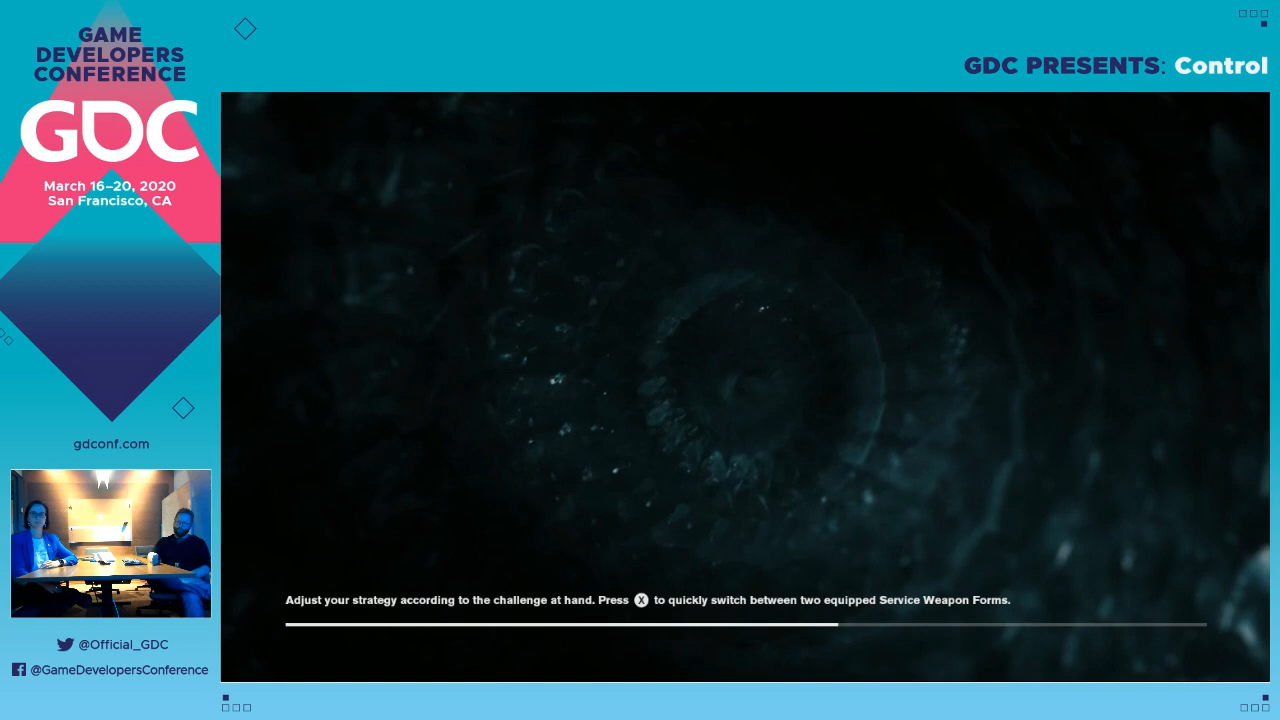 GAME
DEVELOPERS
CONFERENCE
GDC
March 16–20, 2020
San Francisco, CA
gdconf.com
@Official_GDC
@GameDevelopersConference
GDC PRESENTS: Control
Adjust your strategy according to the challenge at hand. Press X to quickly switch between two equipped Service Weapon Forms.